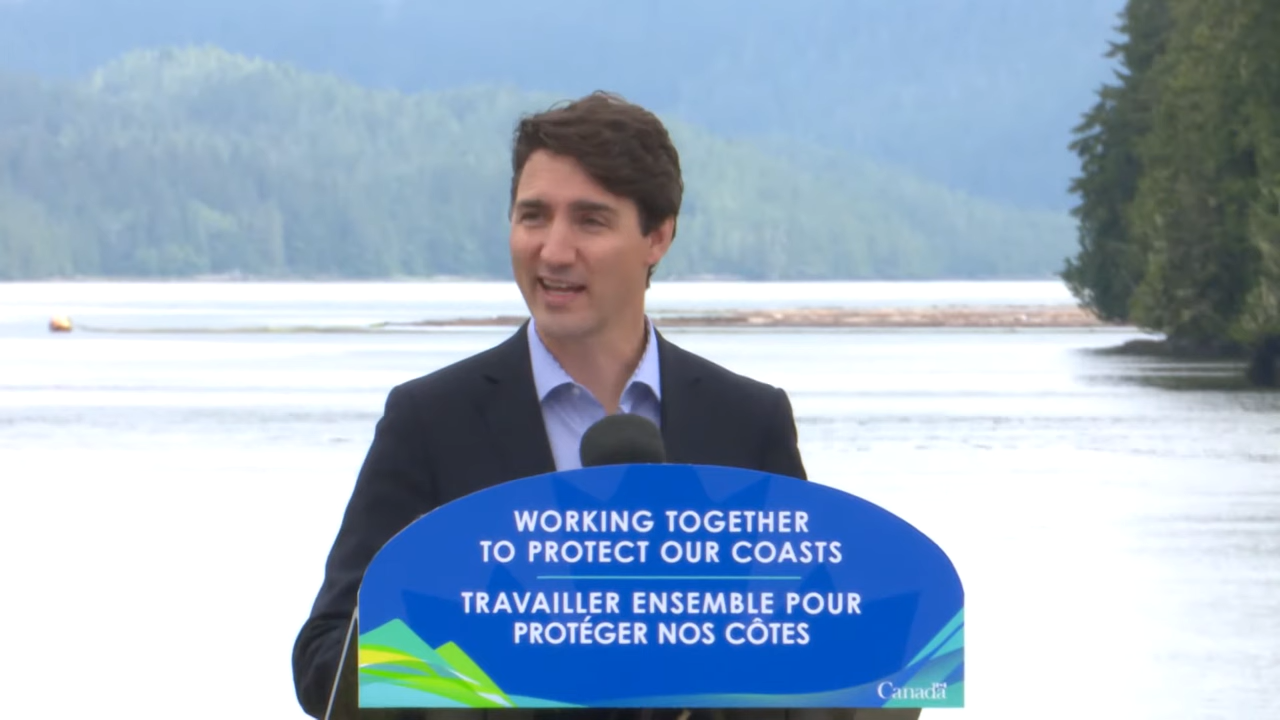 WORKING TOGETHER
TO PROTECT OUR COASTS
TRAVAILLER ENSEMBLE POUR
PROTÉGER NOS CÔTES
Canada